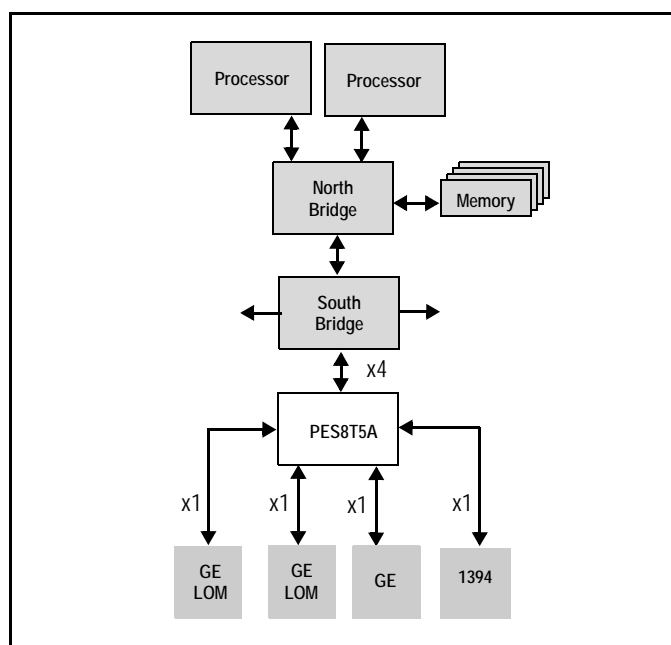 Processor
Processor
North
Bridge
Memory
South
Bridge
x4
PES8T5A
x1
x1
x1
x1
GE
LOM
GE
LOM
GE
1394